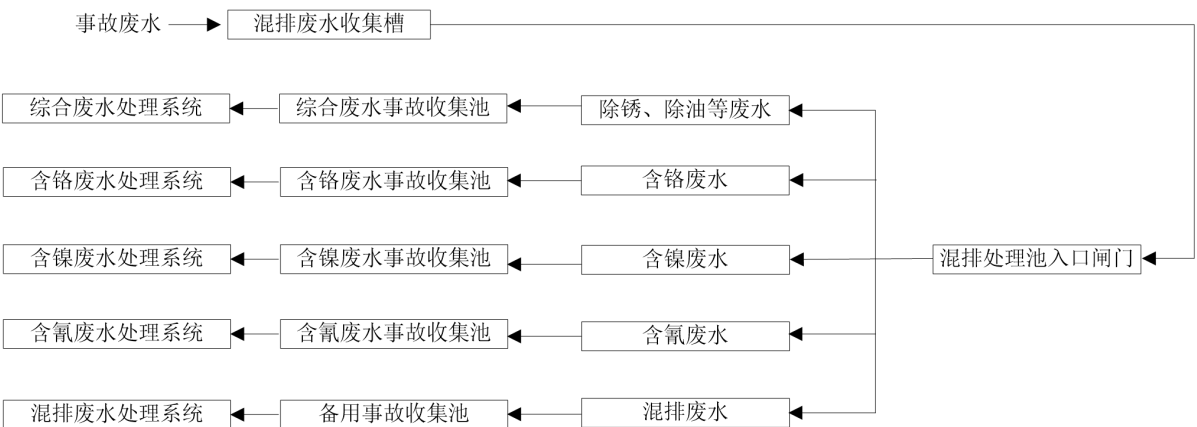 事故废水
混排废水收集槽
综合废水处理系统
综合废水事故收集池
除锈、除油等废水
含铬废水处理系统
含铬废水事故收集池
含铬废水
含镍废水处理系统
含镍废水事故收集池
含镍废水
混排处理池入口闸门
含氰废水处理系统
含氰废水事故收集池
含氰废水
混排废水处理系统
备用事故收集池
混排废水